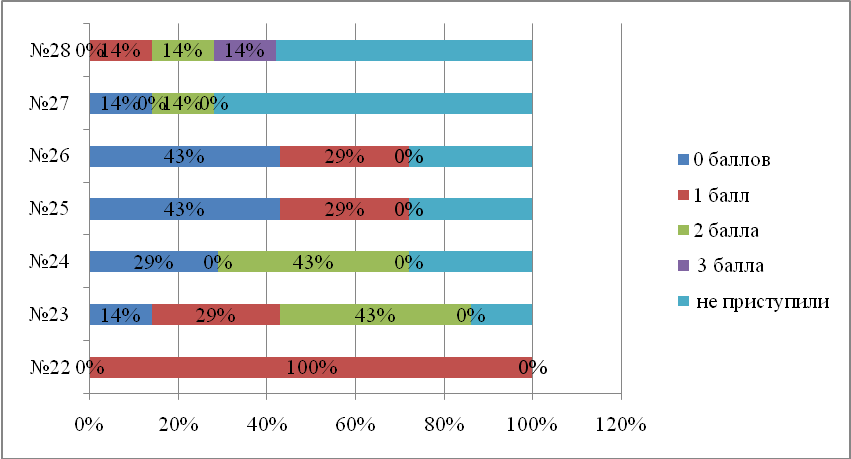 №28 0% 14% 14% 14%
№27 14% 0% 14% 0%
№26 43% 29% 0%
№25 43% 29% 0%
№24 29% 0% 43% 0%
№23 14% 29% 43% 0%
№22 0% 100% 0%
0% 20% 40% 60% 80% 100% 120%
0 баллов
1 балл
2 балла
3 балла
не приступили